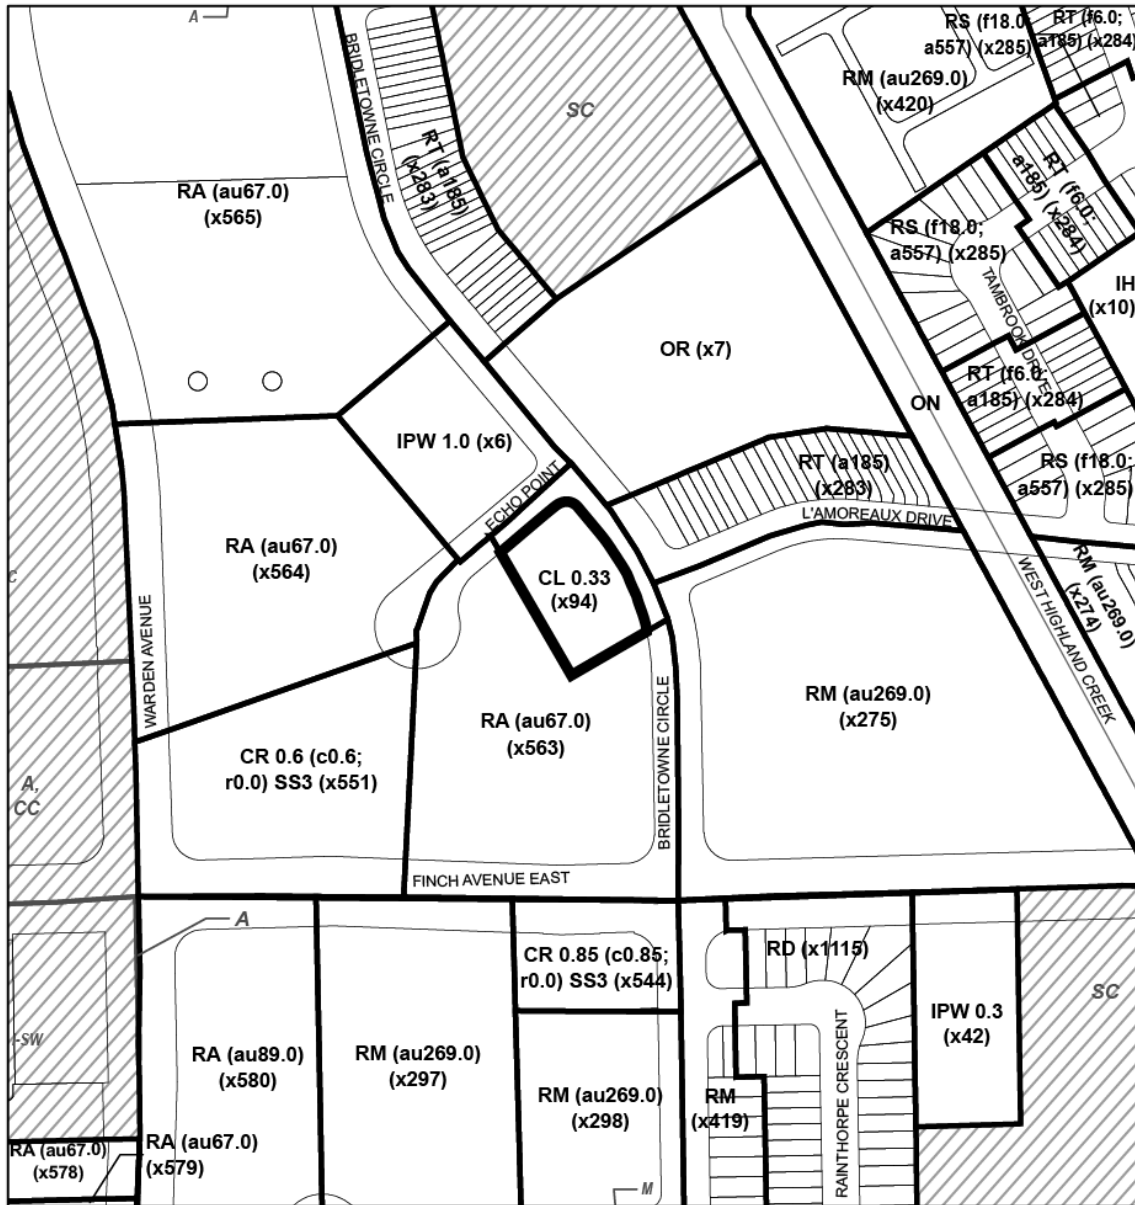 A
RS (f18.0;
a557) (x285)
RT (f6.0;
a185) (x284)
BRIDLETOWNE CIRCLE
RM (au269.0)
(x420)
SC
RT (a185)
(x283)
RA (au67.0)
(x565)
RT (f6.0;
a185) (x284)
RS (f18.0;
a557) (x285)
TAMBROOK DRIVE
IH
(x10)
OR (x7)
RT (f6.0;
a185) (x284)
ON
IPW 1.0 (x6)
RT (a185)
(x283)
RS (f18.0;
a557) (x285)
ECHO POINT
L'AMOREAUX DRIVE
RA (au67.0)
(x564)
C
CL 0.33
(x94)
WEST HIGHLAND CREEK
RM (au269.0)
(x274)
WARDEN AVENUE
RA (au67.0)
(x563)
RM (au269.0)
(x275)
BRIDLETOWNE CIRCLE
CR 0.6 (c0.6;
r0.0) SS3 (x551)
A,
CC
FINCH AVENUE EAST
A
CR 0.85 (c0.85;
r0.0) SS3 (x544)
RD (x1115)
SC
IPW 0.3
(x42)
-SW
RA (au89.0)
(x580)
RM (au269.0)
(x297)
RM (au269.0)
(x298)
RM
(x419)
RAINTHORPE CRESCENT
RA (au67.0)
(x578)
RA (au67.0)
(x579)
M